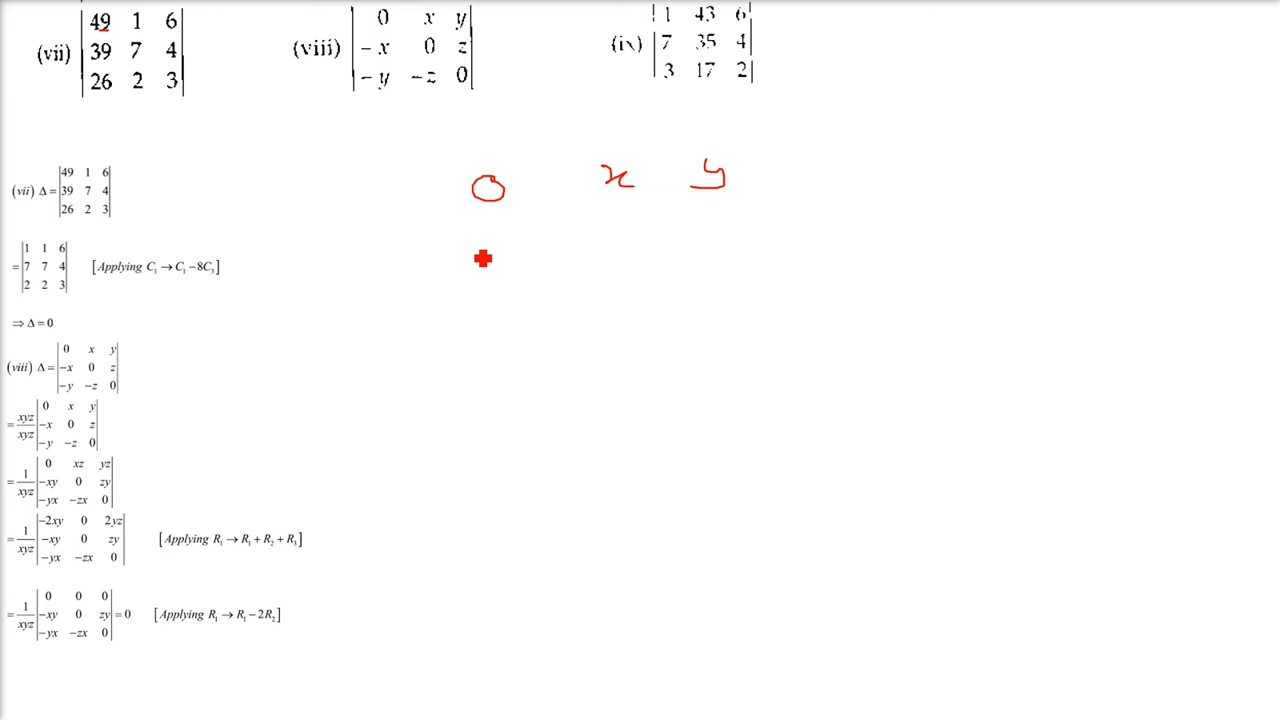 (vii) |49 1 6| (viii) |0 x y| (ix) |1 43 6|
|39 7 4| |-x 0 z| |7 35 4|
|26 2 3| |-y -z 0| |3 17 2|
0 x y
(vii) Δ = |49 1 6|
|39 7 4|
|26 2 3|
= |1 1 6|
|7 7 4| [Applying C₁ → C₁ − 8C₃]
|2 2 3|
⇒ Δ = 0
(viii) Δ = |0 x y|
|−x 0 z|
|−y −z 0|
= xyz/xyz |0 x y|
|−x 0 z|
|−y −z 0|
= 1/xyz |0 xz yz|
|−xy 0 zy|
|−yx −zx 0|
= 1/xyz |−2xy 0 2yz|
|−xy 0 zy| [Applying R₁ → R₁ + R₂ + R₃]
|−yx −zx 0|
= 1/xyz |0 0 0|
|−xy 0 zy| = 0 [Applying R₁ → R₁ − 2R₂]
|−yx −zx 0|